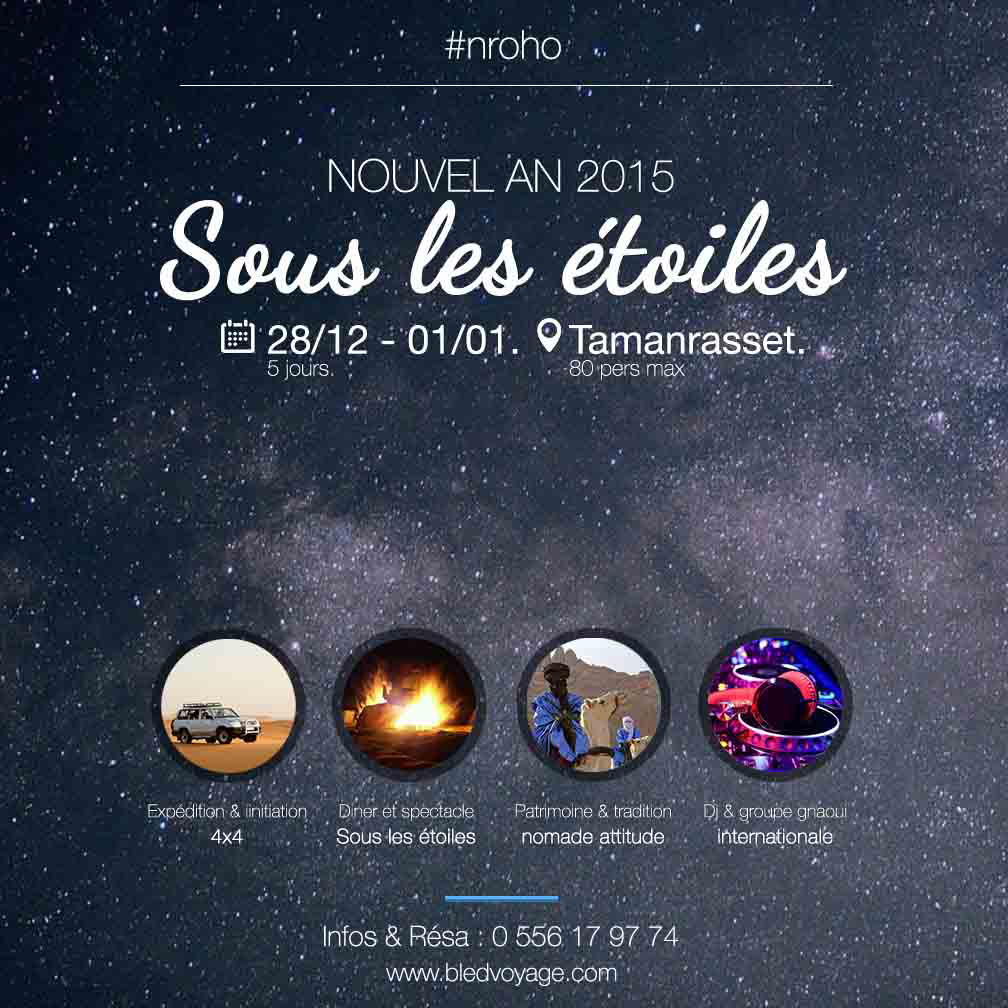 #nroho
NOUVEL AN 2015
Sous les étoiles
28/12 - 01/01. Tamanrasset.
5 jours. 80 pers max
Expédition & iinitiation Diner et spectacle Patrimoine & tradition Dj & groupe gnaoui
4x4 Sous les étoiles nomade attitude internationale
Infos & Résa : 0 556 17 97 74
www.bledvoyage.com